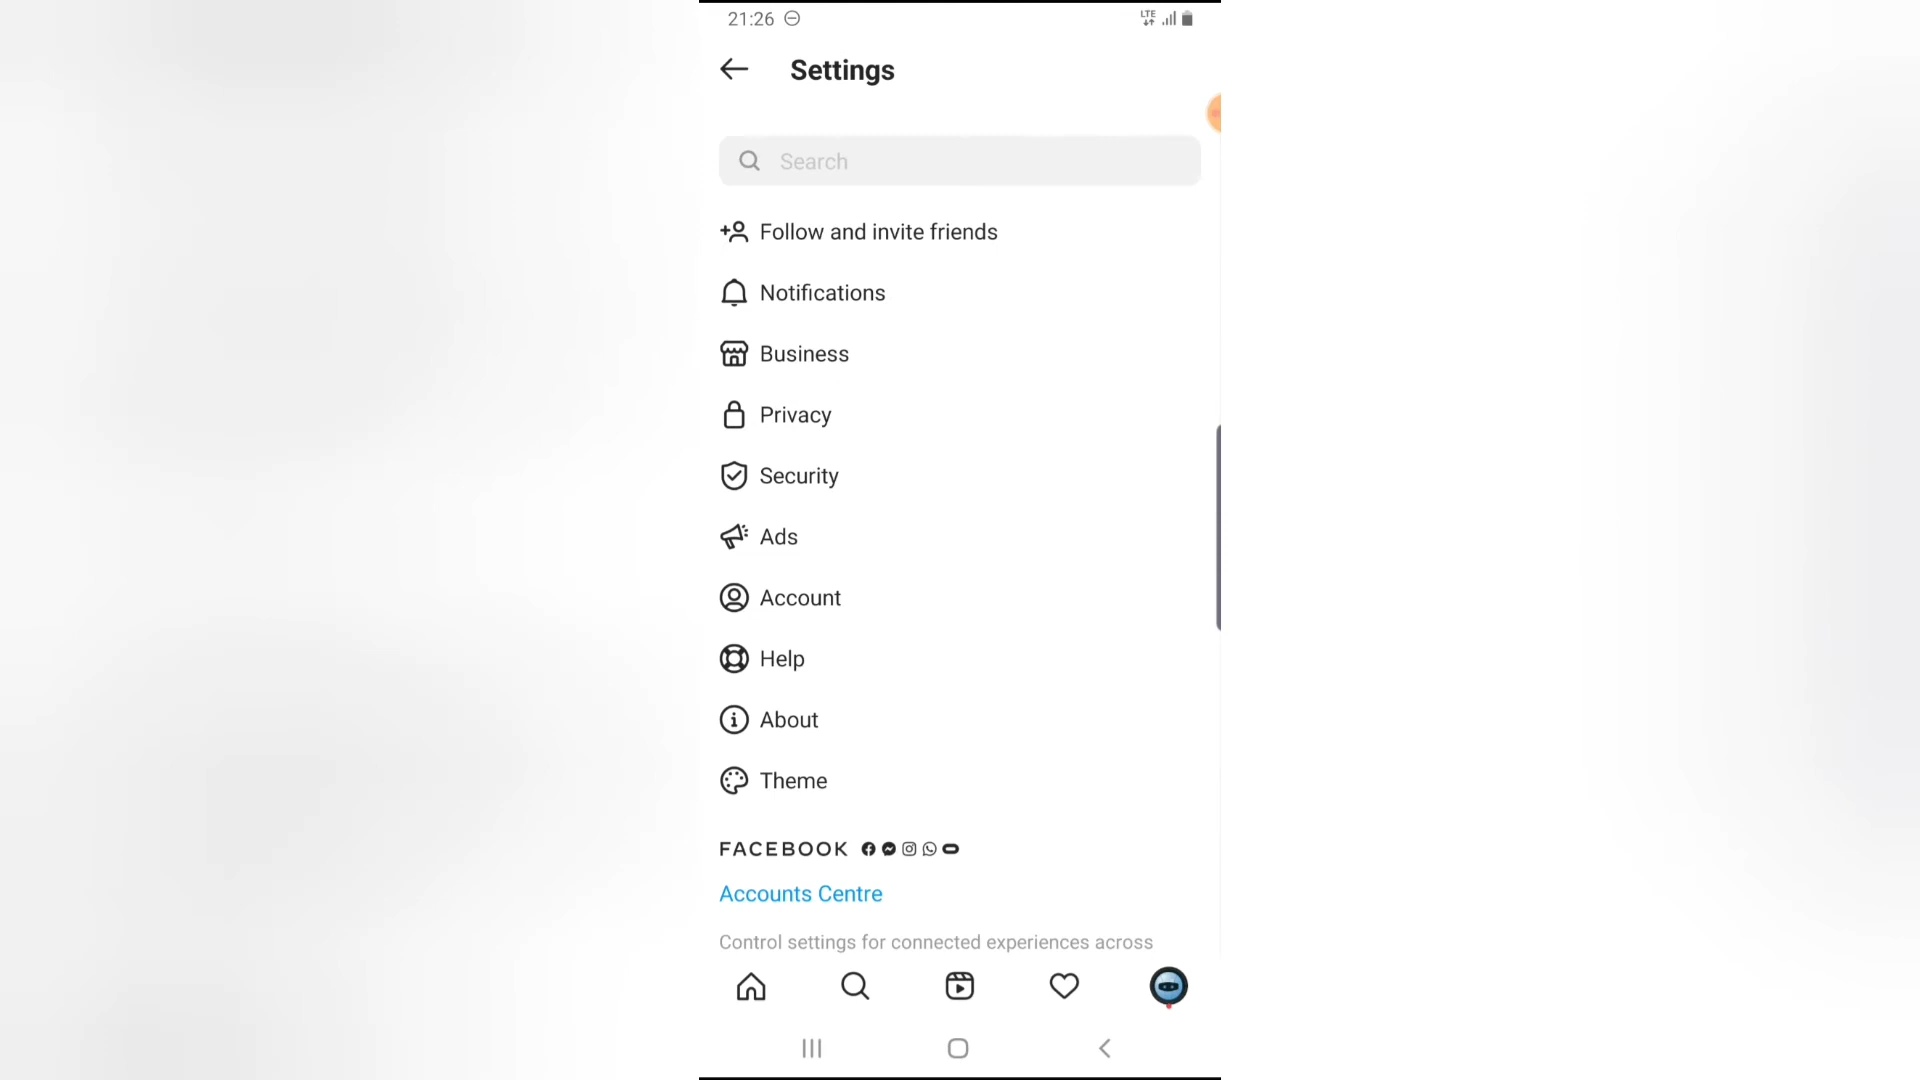 21:26
LTE
Settings
Search
Follow and invite friends
Notifications
Business
Privacy
Security
Ads
Account
Help
About
Theme
FACEBOOK
Accounts Centre
Control settings for connected experiences across